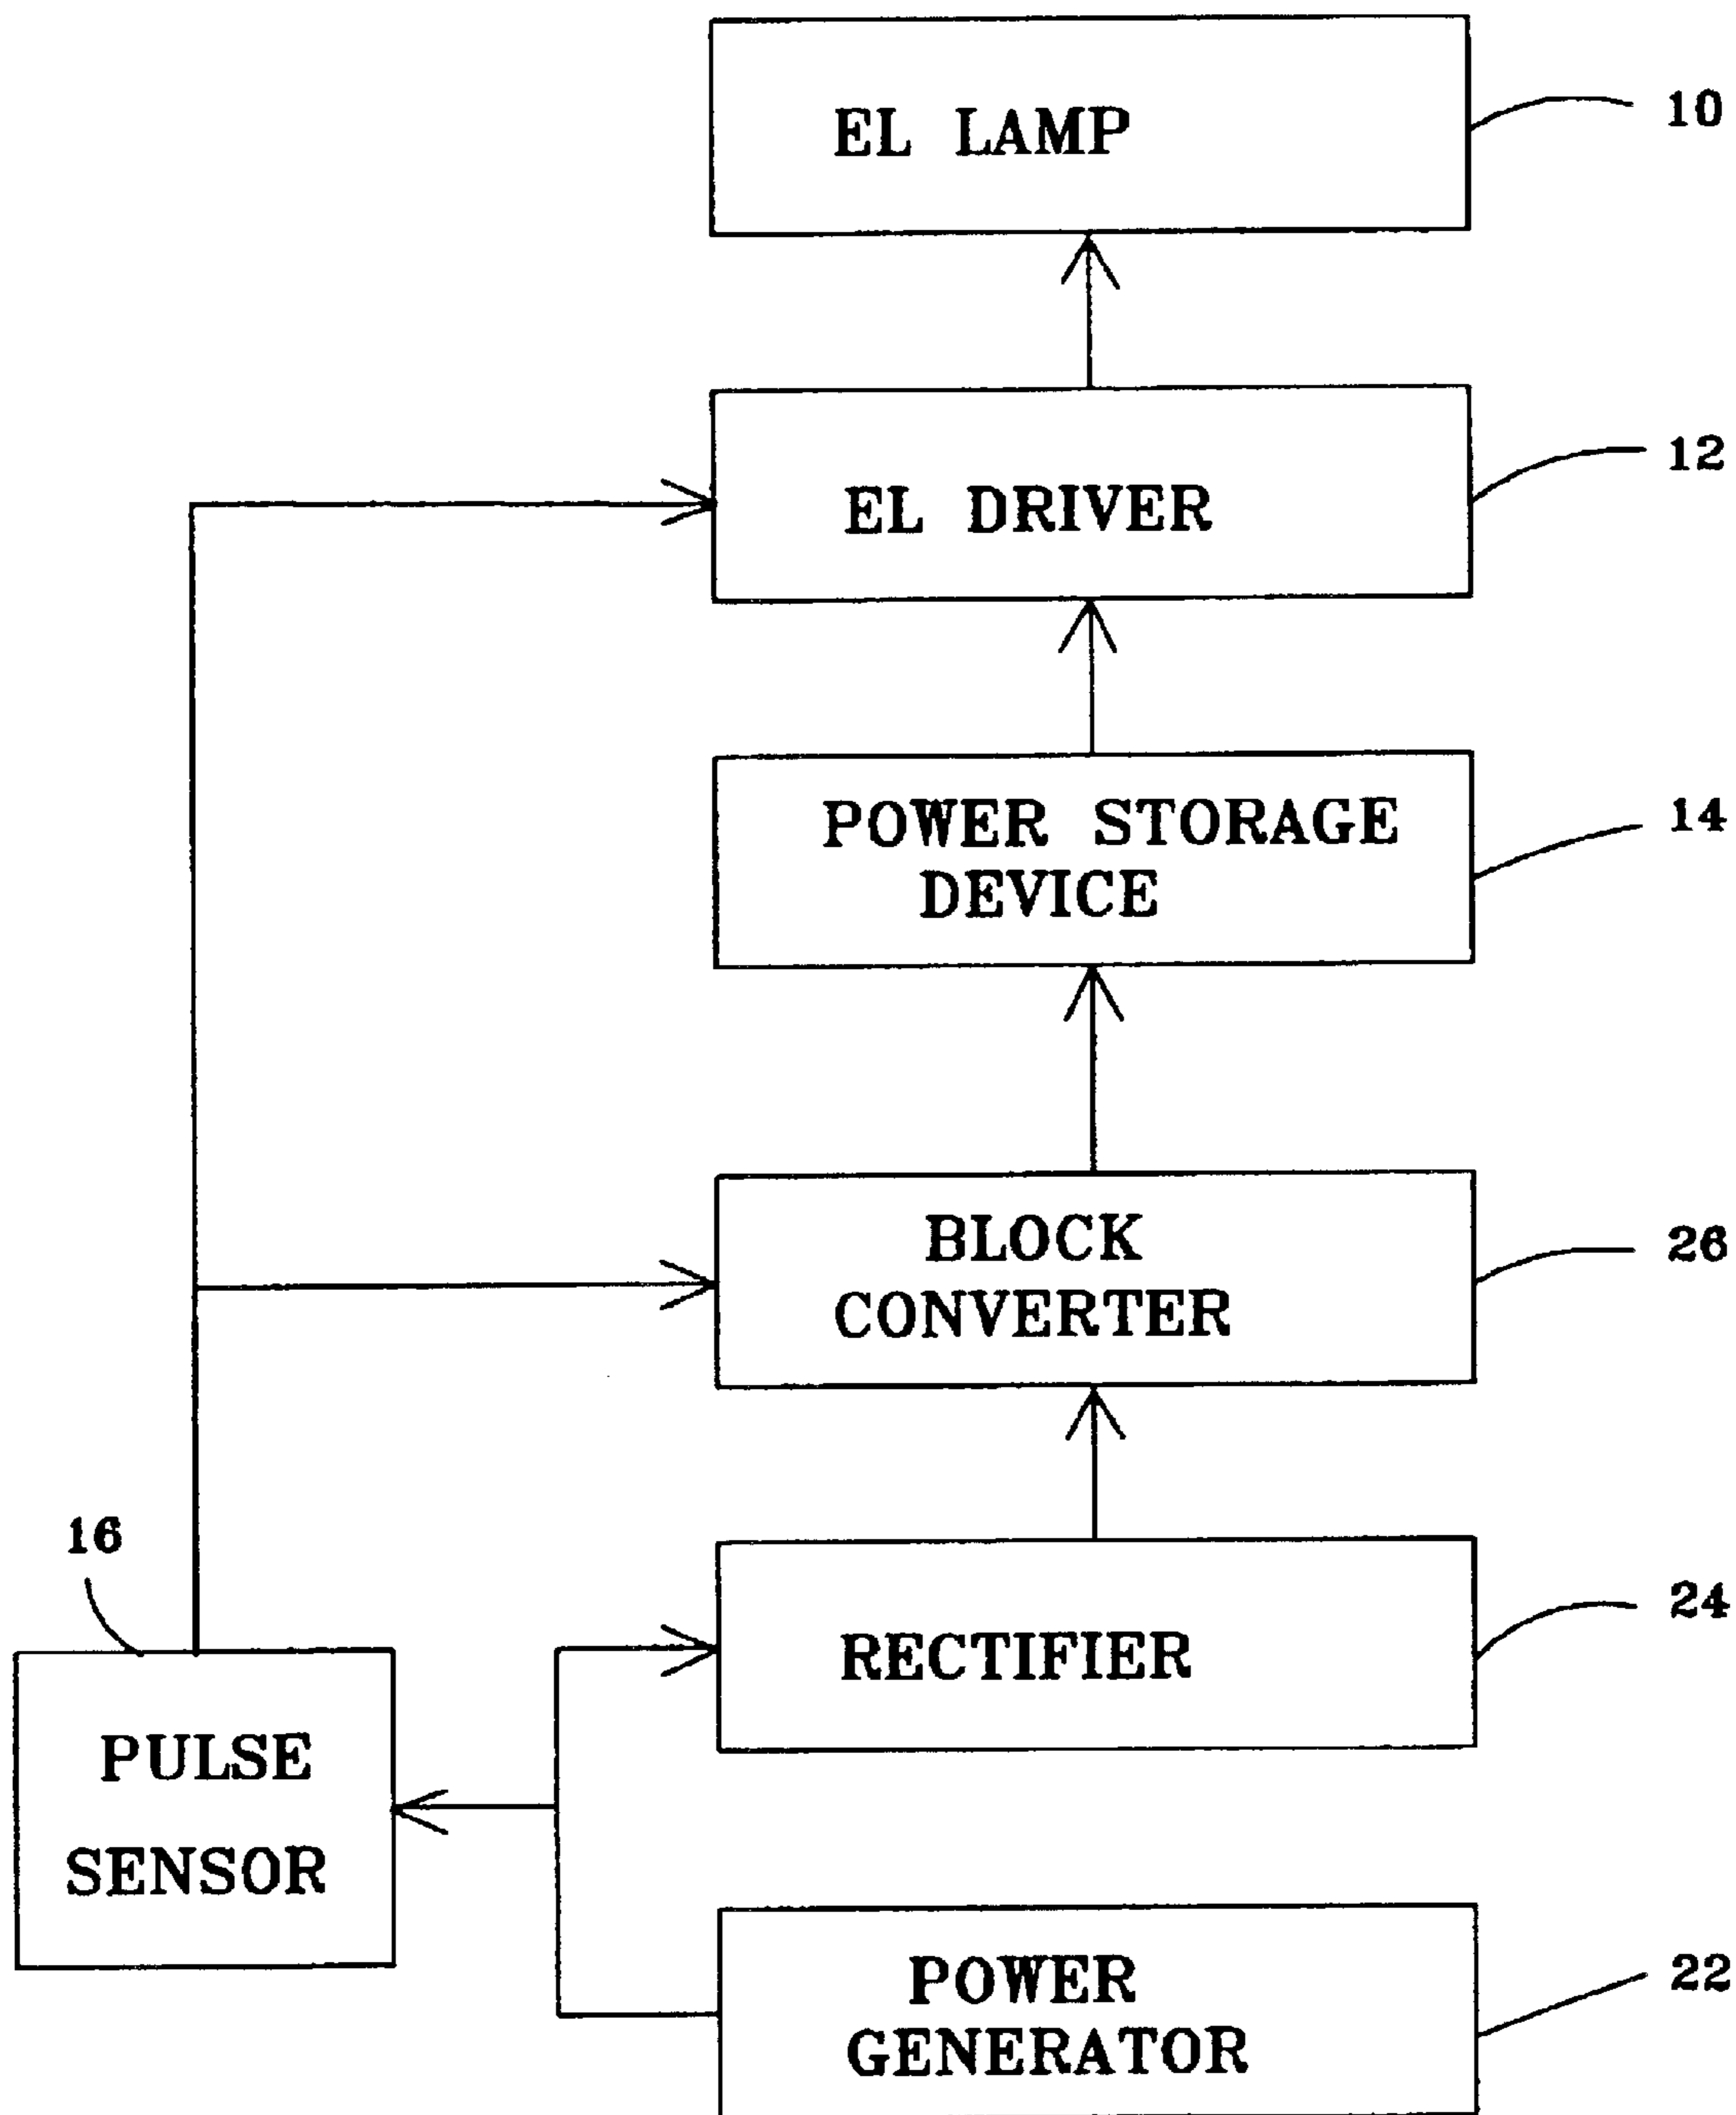 EL LAMP
10
EL DRIVER
12
POWER STORAGE
DEVICE
14
BLOCK
CONVERTER
26
16
RECTIFIER
24
PULSE
SENSOR
POWER
GENERATOR
22